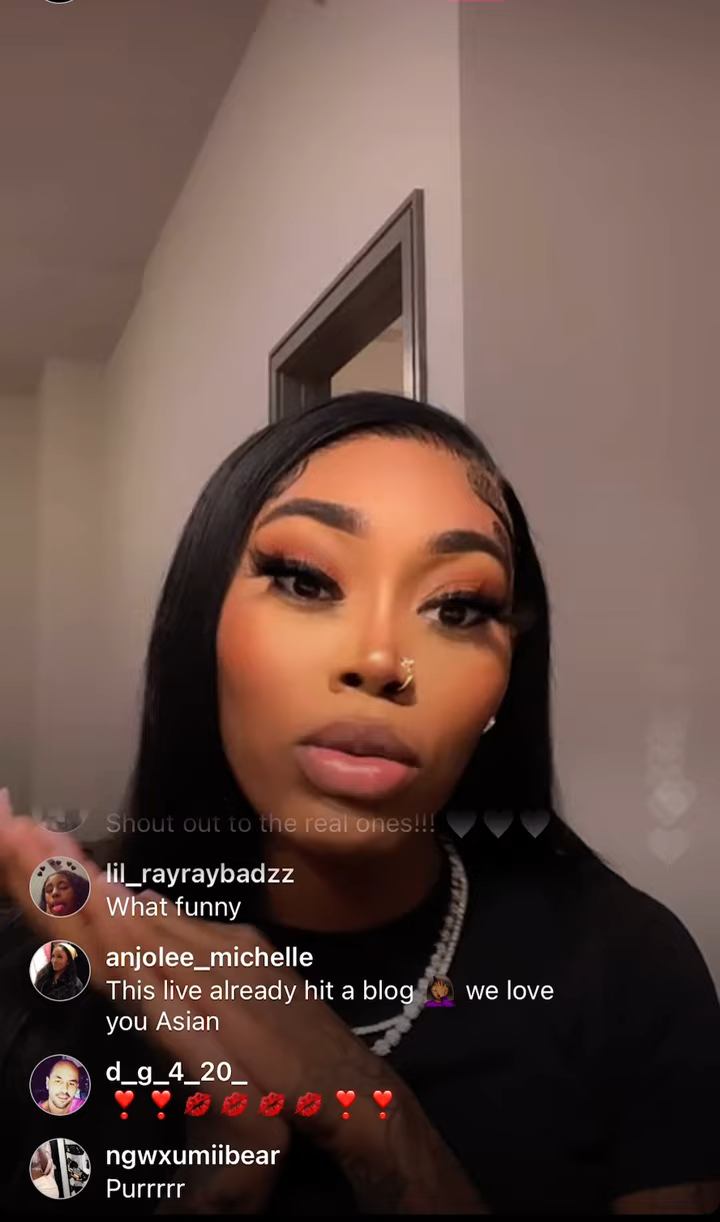 Shout out to the real ones!!! 🖤🖤🖤
lil_rayraybadzz
What funny
anjolee_michelle
This live already hit a blog 🤦🏾‍♀️ we love
you Asian
d_g_4_20_
❣️❣️💋💋💋💋❣️❣️
ngwxumiibear
Purrrrr